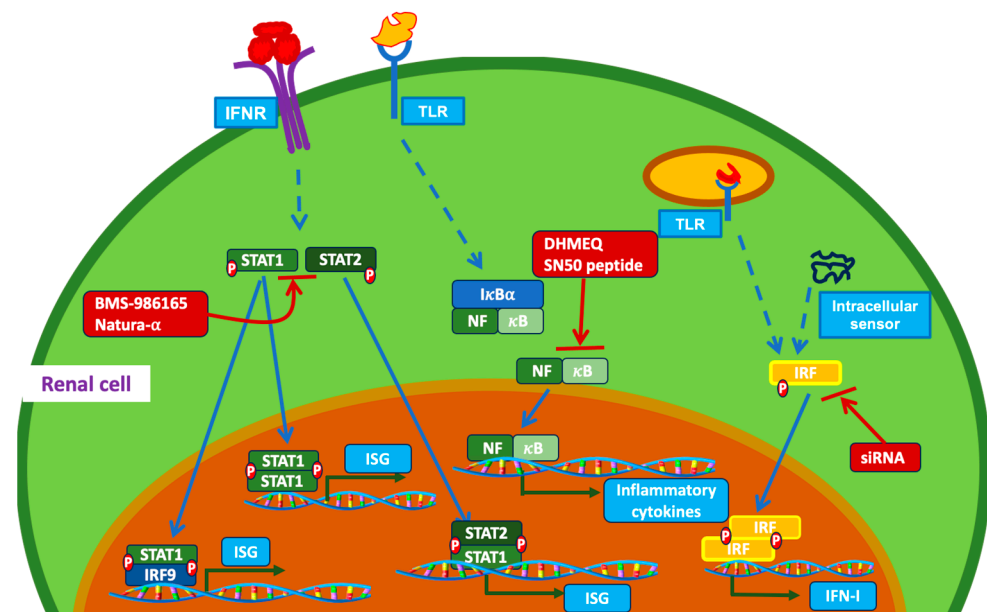 IFNR
TLR
TLR
DHMEQ
SN50 peptide
STAT1
STAT2
P
P
BMS-986165
Natura-α
IκBα
NF
κB
Intracellular
sensor
NF
κB
IRF
P
Renal cell
siRNA
NF
κB
STAT1
P
P
STAT1
ISG
Inflammatory
cytokines
STAT2
P
P
STAT1
ISG
IRF
P
P
IRF
IFN-I
STAT1
P
P
IRF9
ISG